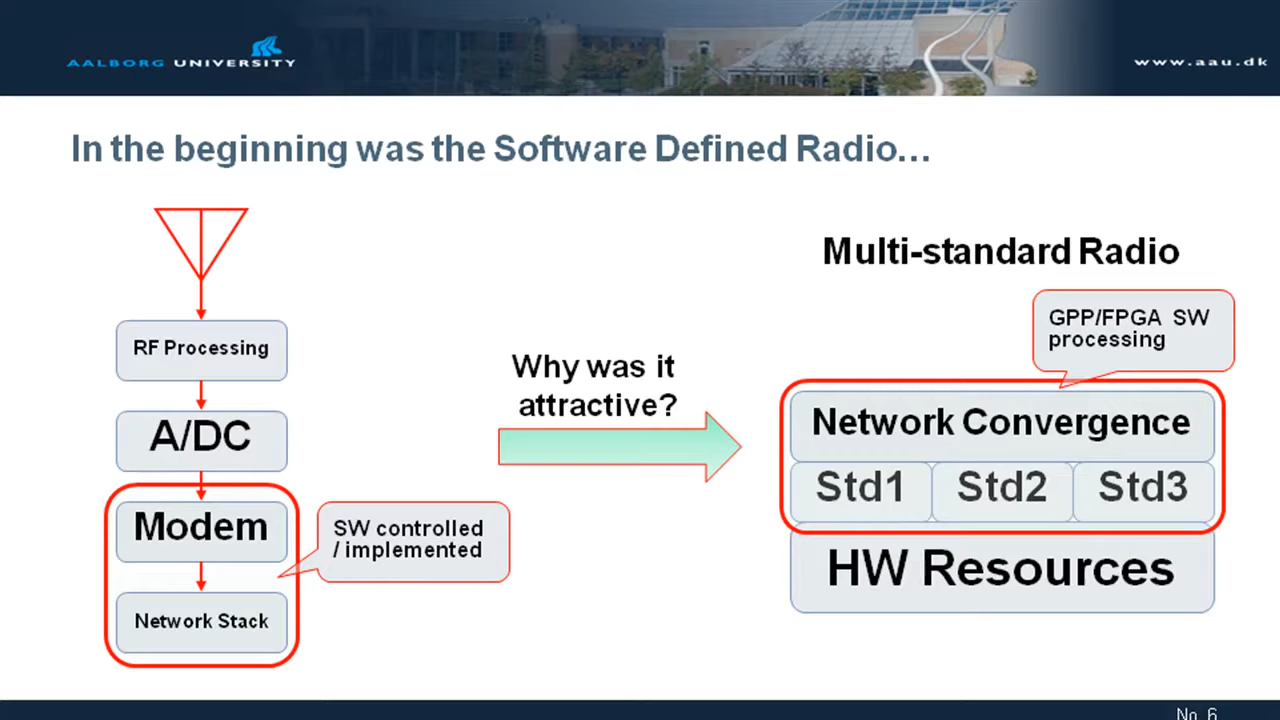 AALBORG UNIVERSITY
www.aau.dk
In the beginning was the Software Defined Radio...
Multi-standard Radio
GPP/FPGA SW
processing
RF Processing
Why was it
attractive?
A/DC
Network Convergence
Std1 Std2 Std3
Modem
SW controlled
/ implemented
HW Resources
Network Stack
No. 6